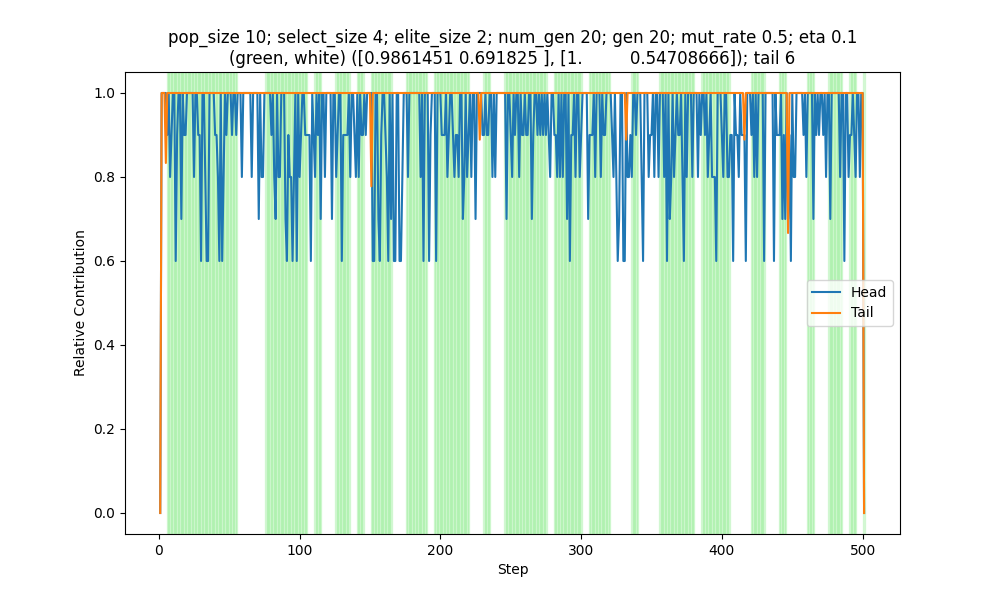 pop_size 10; select_size 4; elite_size 2; num_gen 20; gen 20; mut_rate 0.5; eta 0.1
(green, white) ([0.9861451 0.691825 ], [1.         0.54708666]); tail 6
1.0
0.8
0.6
0.4
0.2
0.0
Relative Contribution
Head
Tail
0 100 200 300 400 500
Step